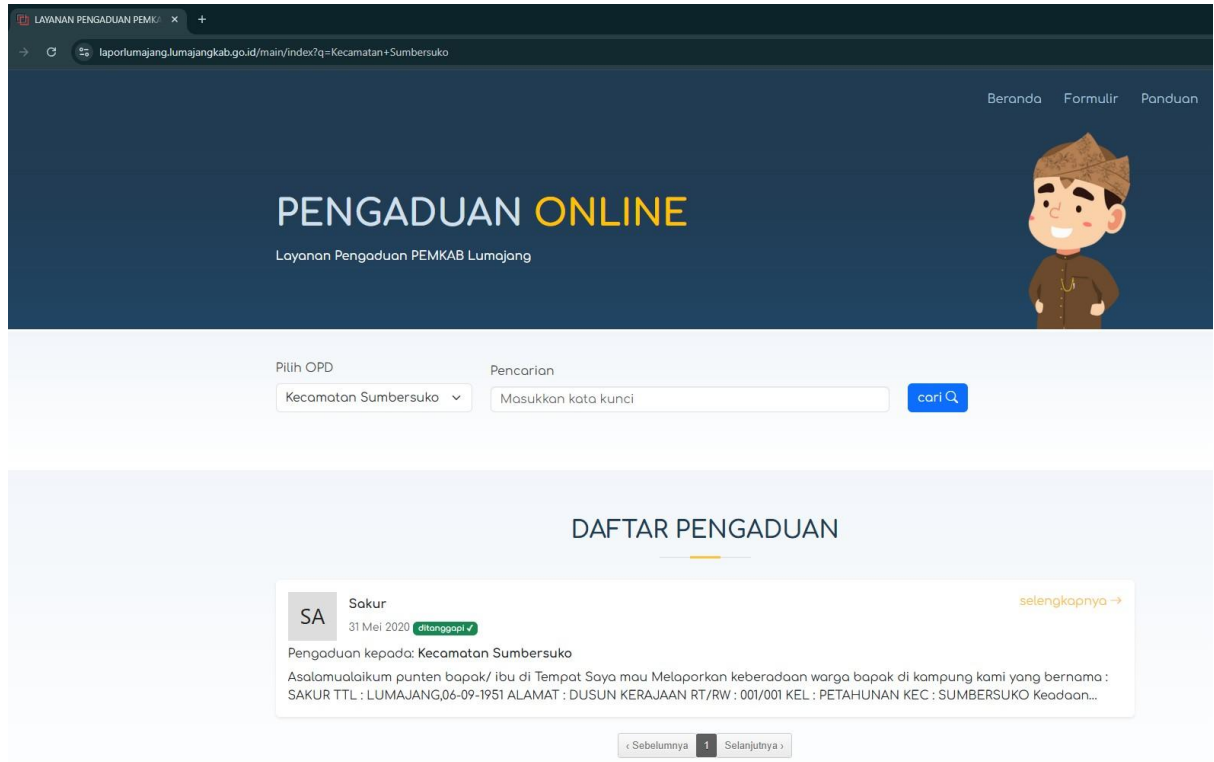 LAYANAN PENGADUAN PEMKA
laporlumajang.lumajangkab.go.id/main/index?q=Kecamatan+Sumbersuko
Beranda Formulir Panduan
PENGADUAN ONLINE
Layanan Pengaduan PEMKAB Lumajang
Pilih OPD
Pencarian
Kecamatan Sumbersuko
Masukkan kata kunci
cari
DAFTAR PENGADUAN
SA
Sakur
selengkapnya →
31 Mei 2020 ditanggapi ✓
Pengaduan kepada: Kecamatan Sumbersuko
Asalamualaikum punten bapak/ ibu di Tempat Saya mau Melaporkan keberadaan warga bapak di kampung kami yang bernama :
SAKUR TTL : LUMAJANG,06-09-1951 ALAMAT : DUSUN KERAJAAN RT/RW : 001/001 KEL : PETAHUNAN KEC : SUMBERSUKO Keadaan...
‹ Sebelumnya 1 Selanjutnya ›